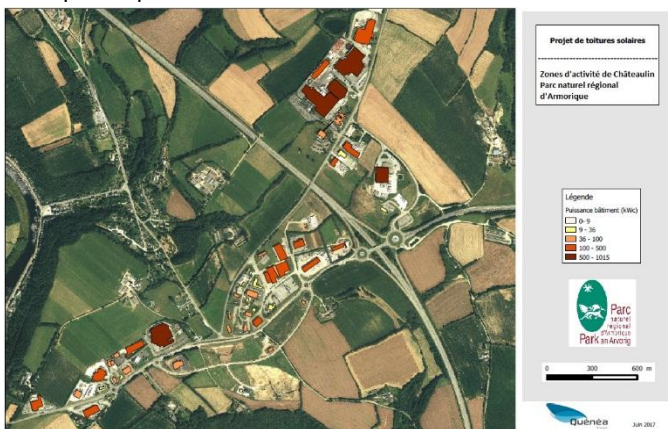 Projet de toitures solaires
Zones d'activité de Châteaulin
Parc naturel régional
d'Armorique
Légende
Puissance bâtiment (kWc)
0- 9
9 - 36
36 - 100
100 - 500
500 - 1015
Parc
naturel
régional
d'Armorique
Park an Arvorig
0 300 600 m
Quénéa
Juin 2017